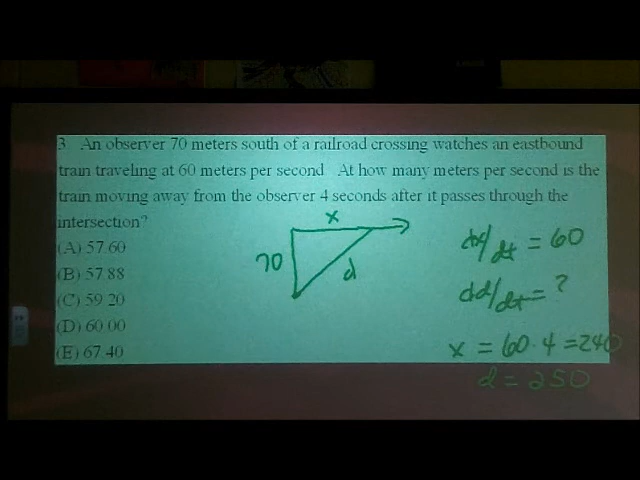 3 An observer 70 meters south of a railroad crossing watches an eastbound
train traveling at 60 meters per second At how many meters per second is the
train moving away from the observer 4 seconds after it passes through the
intersection?
(A) 57.60
(B) 57.88
(C) 59.20
(D) 60.00
(E) 67.40
x
70
d
dx/dt = 60
dd/dt = ?
x = 60·4 = 240
d = 250